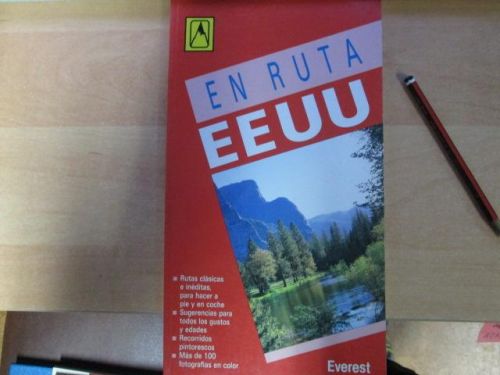 EN RUTA
EEUU
Rutas clásicas
e inéditas,
para hacer a
pie y en coche
Sugerencias para
todos los gustos
y edades
Recorridos
pintorescos
Más de 100
fotografías en color
Everest